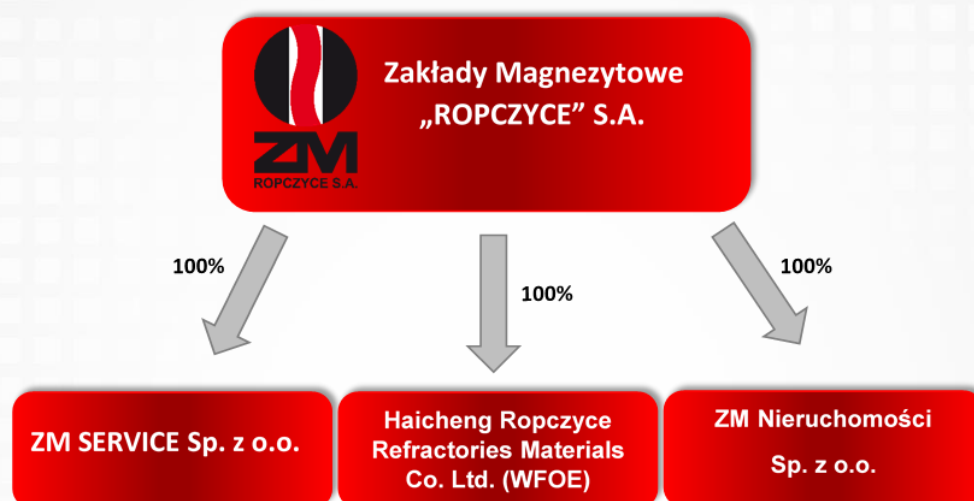 Zakłady Magnezytowe
„ROPCZYCE” S.A.
ZM
ROPCZYCE S.A.
100%
100%
100%
ZM SERVICE Sp. z o.o.
Haicheng Ropczyce
Refractories Materials
Co. Ltd. (WFOE)
ZM Nieruchomości
Sp. z o.o.